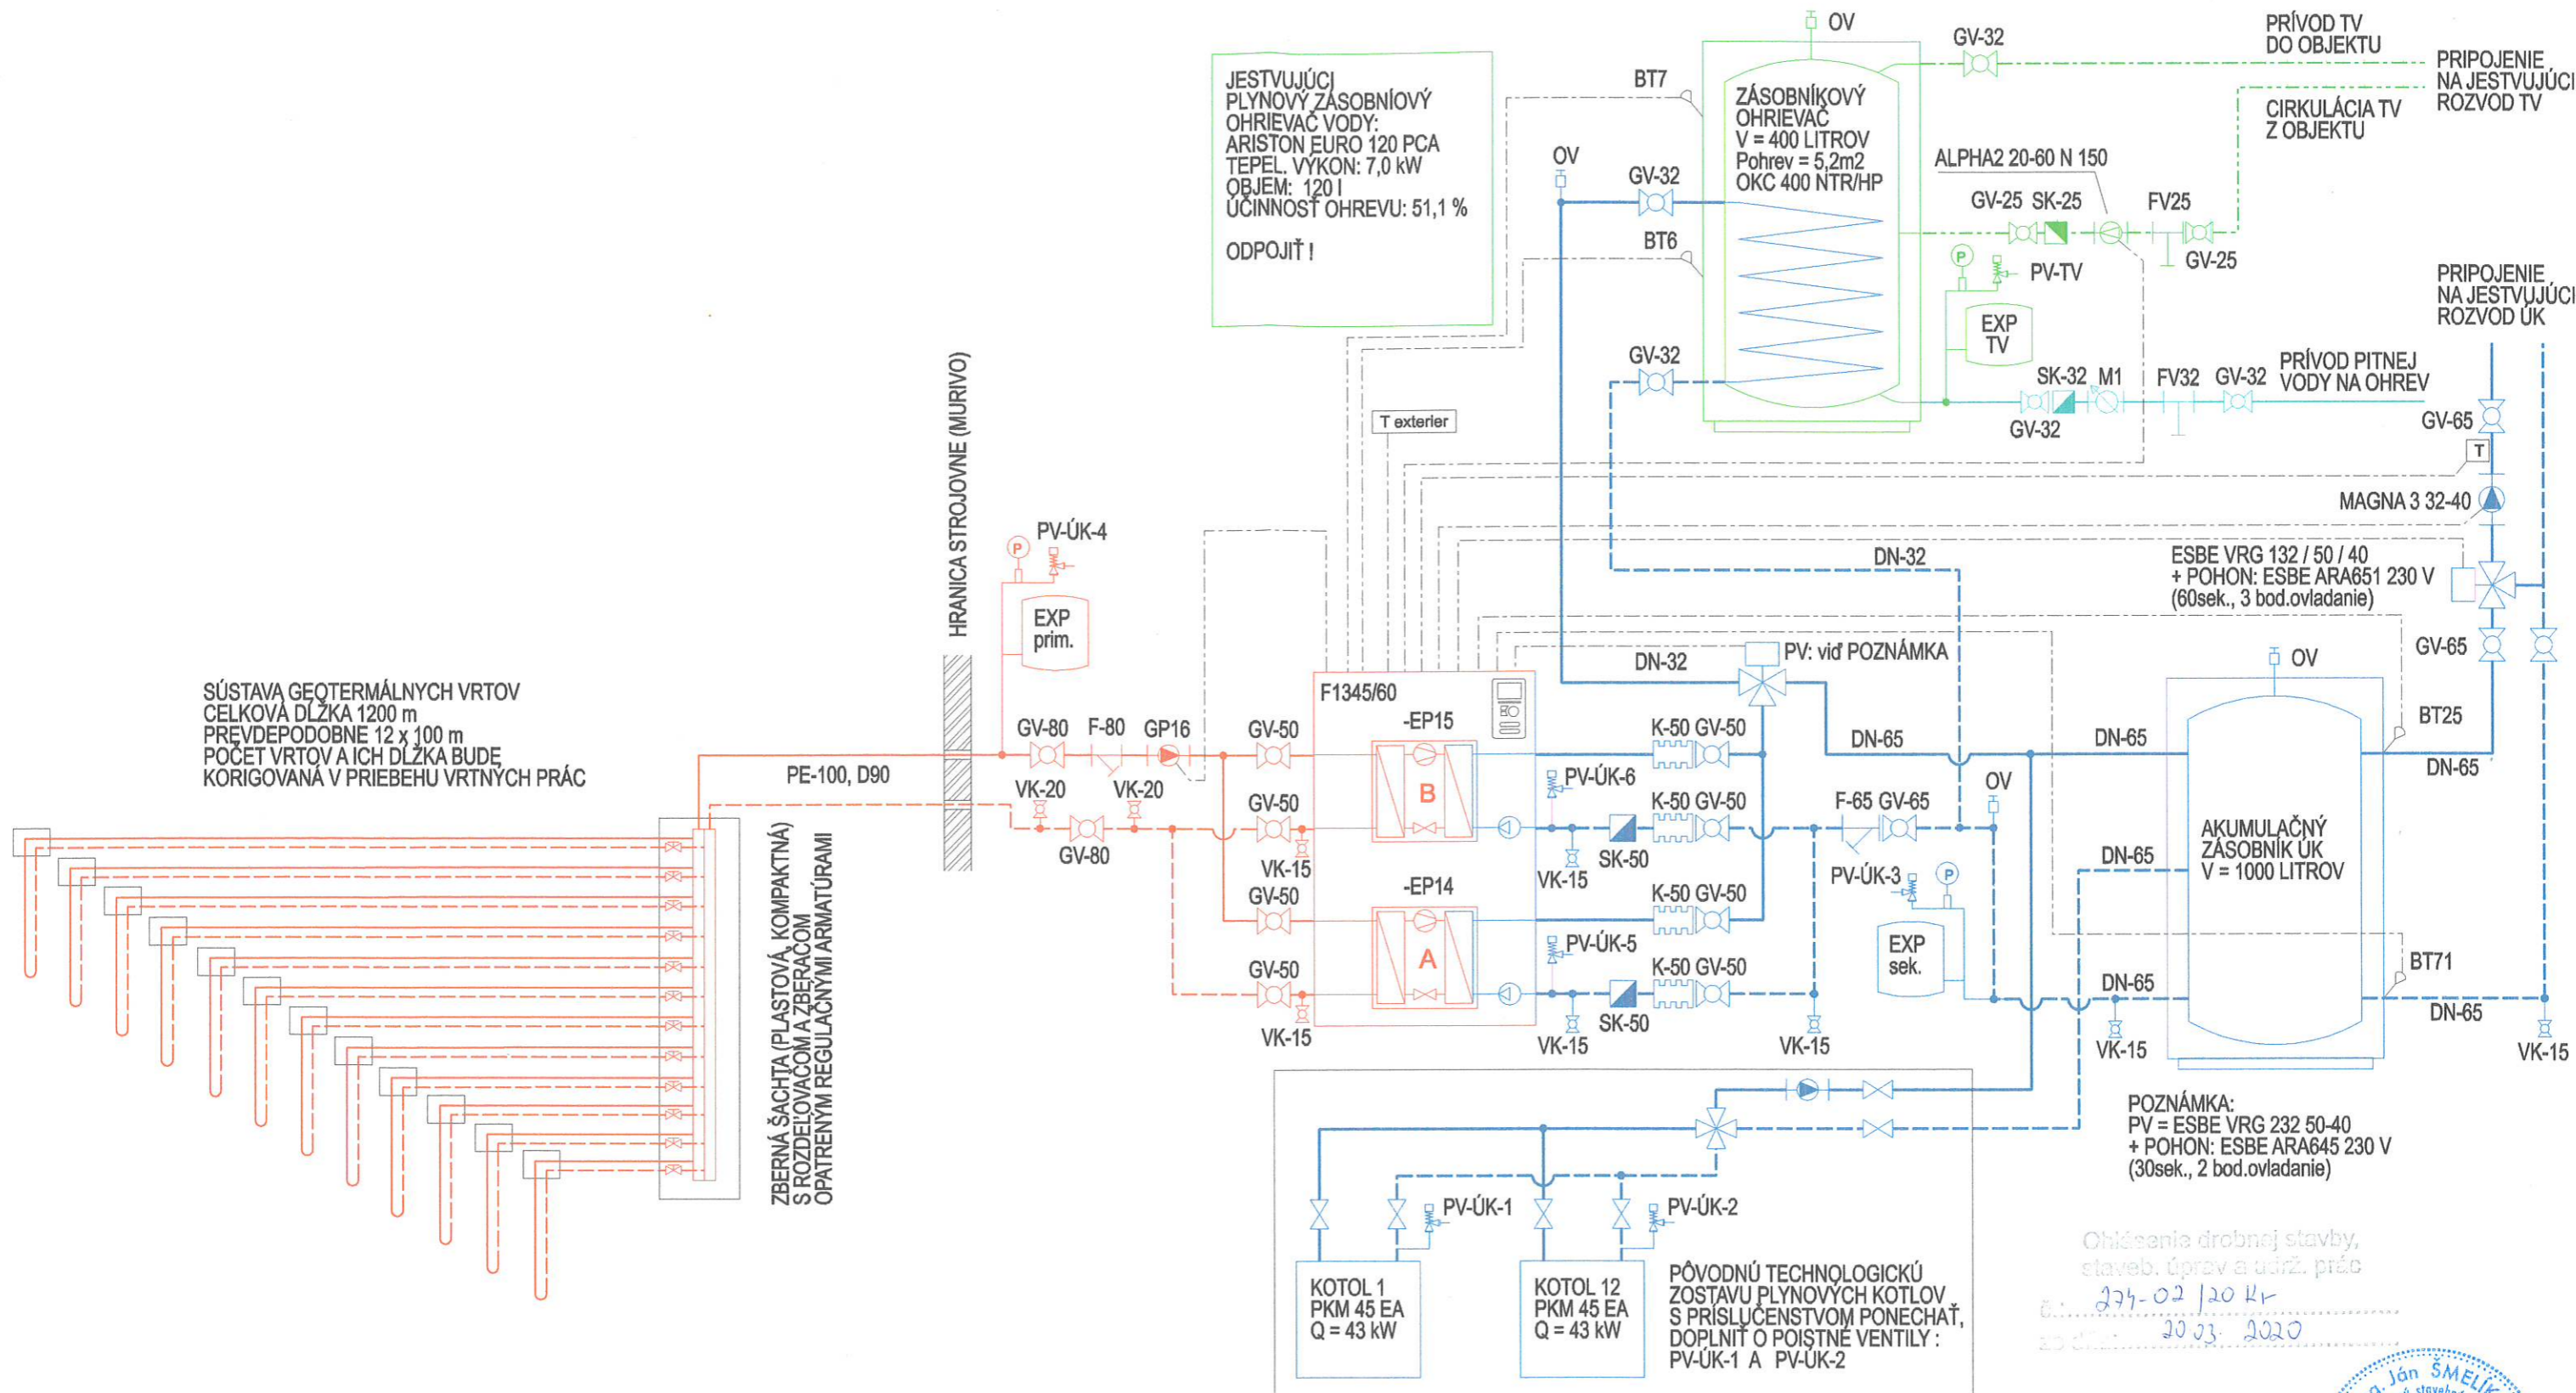 JESTVUJÚCI
PLYNOVÝ ZÁSOBNÍOVÝ
OHRIEVAČ VODY:
ARISTON EURO 120 PCA
TEPEL. VÝKON: 7,0 kW
OBJEM: 120 l
ÚČINNOSŤ OHREVU: 51,1 %
ODPOJIŤ !
OV
GV-32
PRÍVOD TV
DO OBJEKTU
PRIPOJENIE
NA JESTVUJÚCI
ROZVOD TV
CIRKULÁCIA TV
Z OBJEKTU
BT7
ZÁSOBNÍKOVÝ
OHRIEVAČ
V = 400 LITROV
Pohrev = 5,2m2
OKC 400 NTR/HP
ALPHA2 20-60 N 150
OV
GV-32
GV-25
SK-25
FV25
GV-25
BT6
P
PV-TV
EXP
TV
PRIPOJENIE
NA JESTVUJÚCI
ROZVOD ÚK
GV-32
SK-32
M1
FV32
GV-32
PRÍVOD PITNEJ
VODY NA OHREV
GV-32
GV-65
T exterier
T
MAGNA 3 32-40
HRANICA STROJOVNE (MURIVO)
P
PV-ÚK-4
EXP
prim.
DN-32
ESBE VRG 132 / 50 / 40
+ POHON: ESBE ARA651 230 V
(60sek., 3 bod.ovladanie)
GV-65
SÚSTAVA GEOTERMÁLNYCH VRTOV
CELKOVÁ DĹŽKA 1200 m
PREVDEPODOBNE 12 x 100 m
POČET VRTOV A ICH DĹŽKA BUDE
KORIGOVANÁ V PRIEBEHU VRTNÝCH PRÁC
PE-100, D90
GV-80
F-80
GP16
GV-50
VK-20
VK-20
GV-50
GV-80
VK-15
GV-50
GV-50
VK-15
F1345/60
-EP15
B
-EP14
A
DN-32
PV: viď POZNÁMKA
K-50 GV-50
DN-65
DN-65
OV
BT25
DN-65
PV-ÚK-6
K-50 GV-50
F-65 GV-65
OV
VK-15
SK-50
PV-ÚK-3
P
DN-65
AKUMULAČNÝ
ZÁSOBNÍK ÚK
V = 1000 LITROV
K-50 GV-50
PV-ÚK-5
EXP
sek.
K-50 GV-50
BT71
DN-65
DN-65
VK-15
SK-50
VK-15
VK-15
VK-15
ZBERNÁ ŠACHTA (PLASTOVÁ, KOMPAKTNÁ)
S ROZDEĽOVAČOM A ZBERAČOM
OPATRENÝM REGULAČNÝMI ARMATÚRAMI
POZNÁMKA:
PV = ESBE VRG 232 50-40
+ POHON: ESBE ARA645 230 V
(30sek., 2 bod.ovladanie)
PV-ÚK-1
PV-ÚK-2
KOTOL 1
PKM 45 EA
Q = 43 kW
KOTOL 12
PKM 45 EA
Q = 43 kW
PÔVODNÚ TECHNOLOGICKÚ
ZOSTAVU PLYNOVÝCH KOTLOV
S PRÍSLUČENSTVOM PONECHAŤ,
DOPLNIŤ O POISTNÉ VENTILY :
PV-ÚK-1 A PV-ÚK-2
Ohlásenie drobnej stavby,
staveb. úprav a udrž. prác
č.: 274-02/20 Kr
20.03. 2020
Ján ŠMELÍK